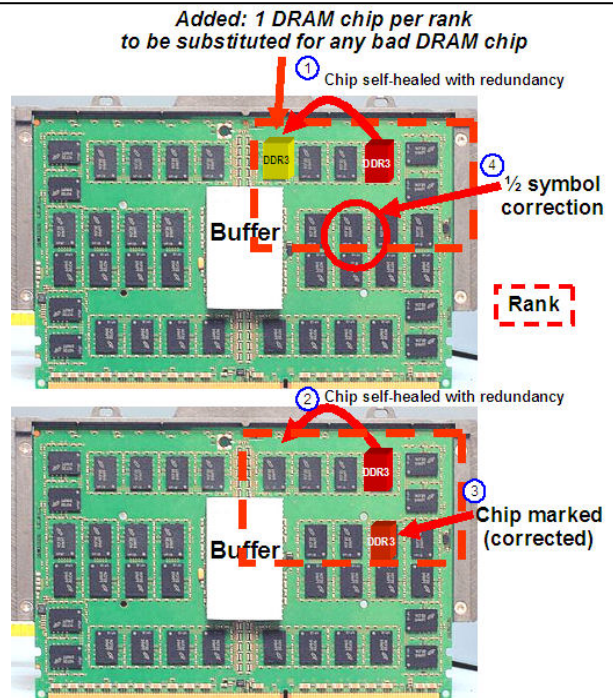 Added: 1 DRAM chip per rank
to be substituted for any bad DRAM chip
1
Chip self-healed with redundancy
DDR3
DDR3
4
½ symbol
correction
Buffer
Rank
2
Chip self-healed with redundancy
DDR3
3
Chip marked
(corrected)
DDR3
Buffer